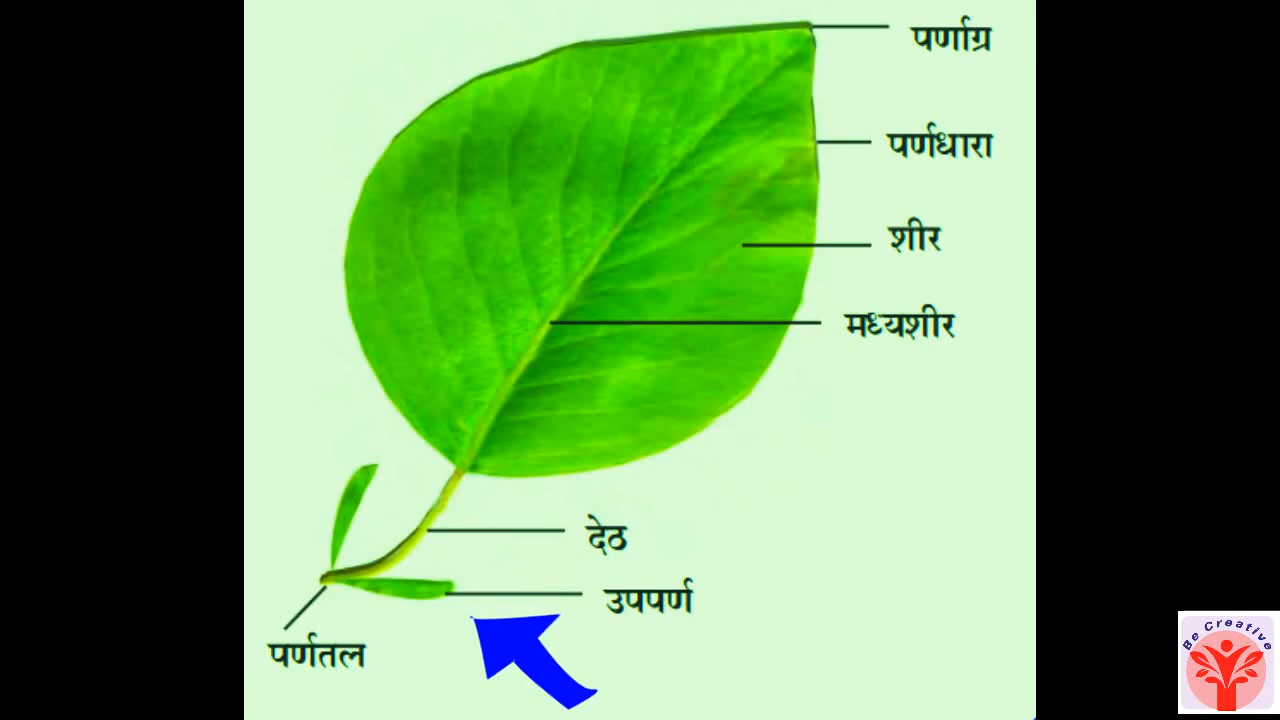 पर्णाग्र
पर्णधारा
शीर
मध्यशीर
देठ
उपपर्ण
पर्णतल
Be Creative